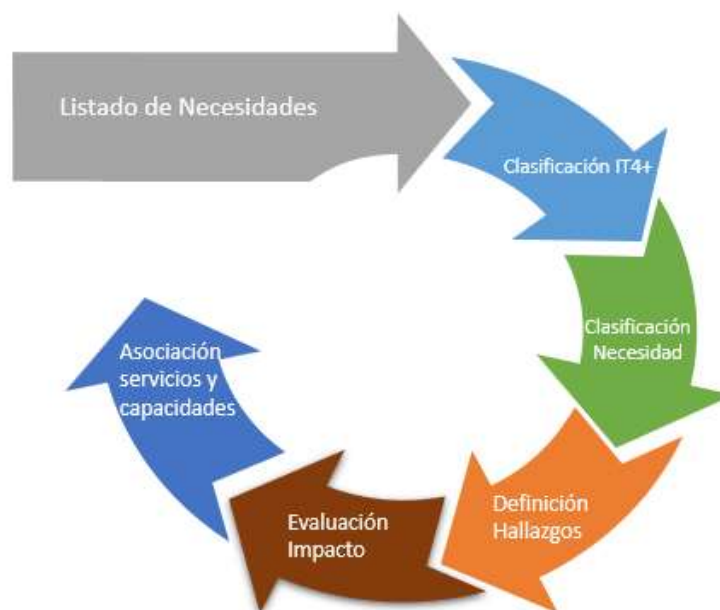 Listado de Necesidades
Clasificación IT4+
Clasificación
Necesidad
Definición
Hallazgos
Evaluación
Impacto
Asociación
servicios y
capacidades